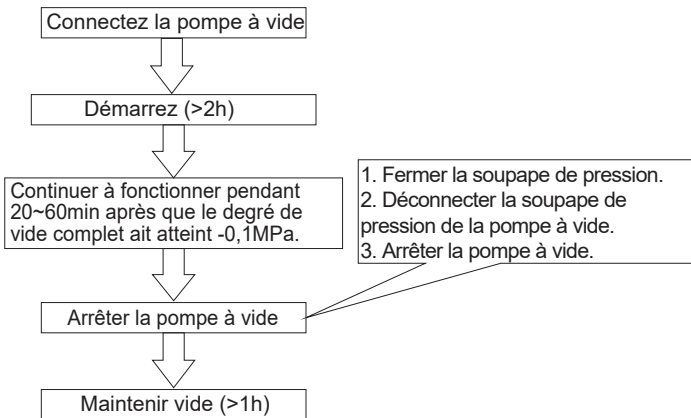 Connectez la pompe à vide
Démarrez (>2h)
Continuer à fonctionner pendant
20~60min après que le degré de
vide complet ait atteint -0,1MPa.
1. Fermer la soupape de pression.
2. Déconnecter la soupape de
pression de la pompe à vide.
3. Arrêter la pompe à vide.
Arrêter la pompe à vide
Maintenir vide (>1h)